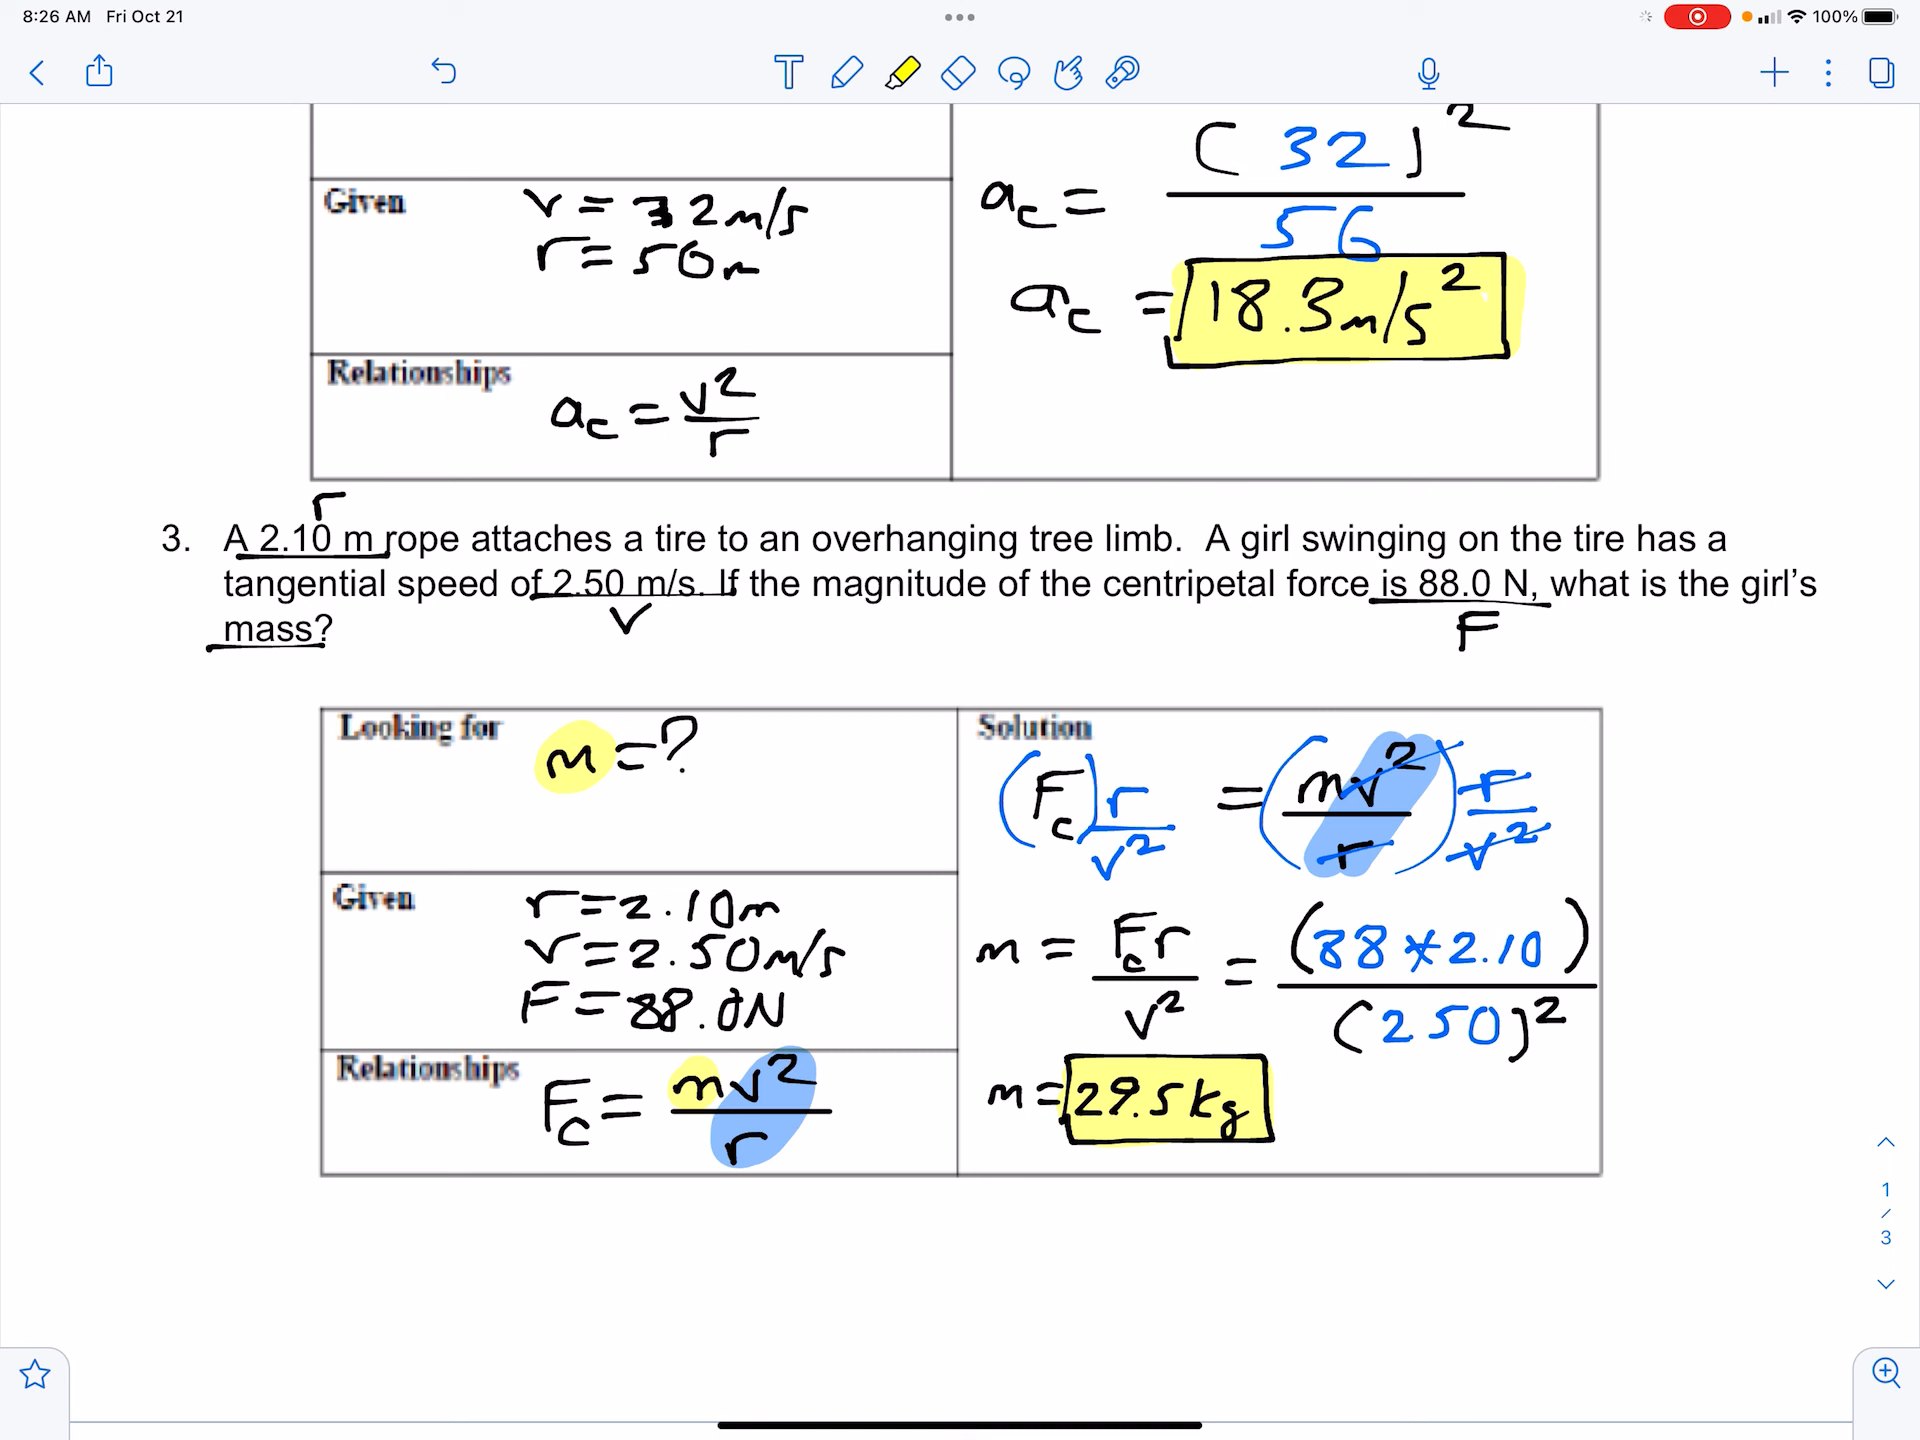 8:26 AM Fri Oct 21
100%
( 32 )²
a_c = ——
56
Given
v = 32 m/s
r = 56 m
a_c = 18.3 m/s²
Relationships
a_c = v²/r
r
3. A 2.10 m rope attaches a tire to an overhanging tree limb. A girl swinging on the tire has a
tangential speed of 2.50 m/s. If the magnitude of the centripetal force is 88.0 N, what is the girl's
v
F
mass?
Looking for
m = ?
Given
r = 2.10 m
v = 2.50 m/s
F = 88.0 N
Relationships
F_c = mv²/r
Solution
(F_c) r/v² = (mv²/r) r/v²
m = F_c r/v² = (88 * 2.10)/(250)²
m = 29.5 kg
1
/
3